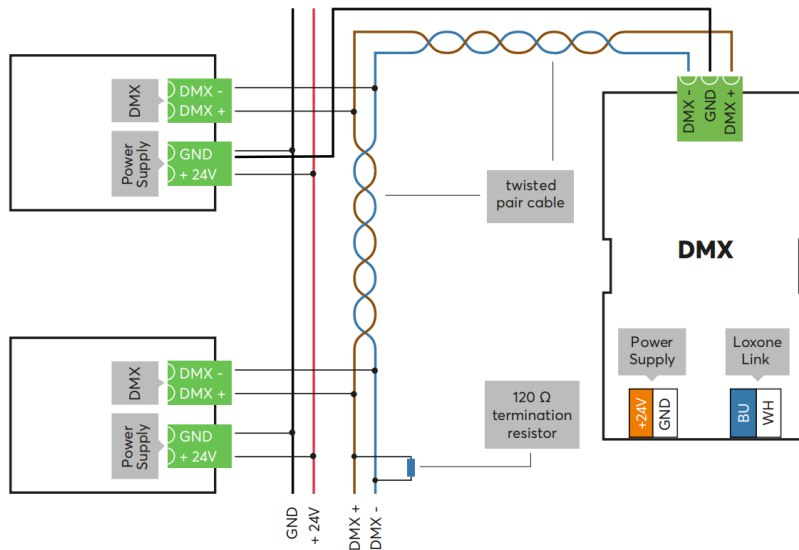 DMX
DMX -
DMX +
Power
Supply
GND
+ 24V
DMX -
GND
DMX +
twisted
pair cable
DMX
Power
Supply
Loxone
Link
+24V
GND
BU
WH
DMX
DMX -
DMX +
Power
Supply
GND
+ 24V
120 Ω
termination
resistor
GND
+ 24V
DMX +
DMX -